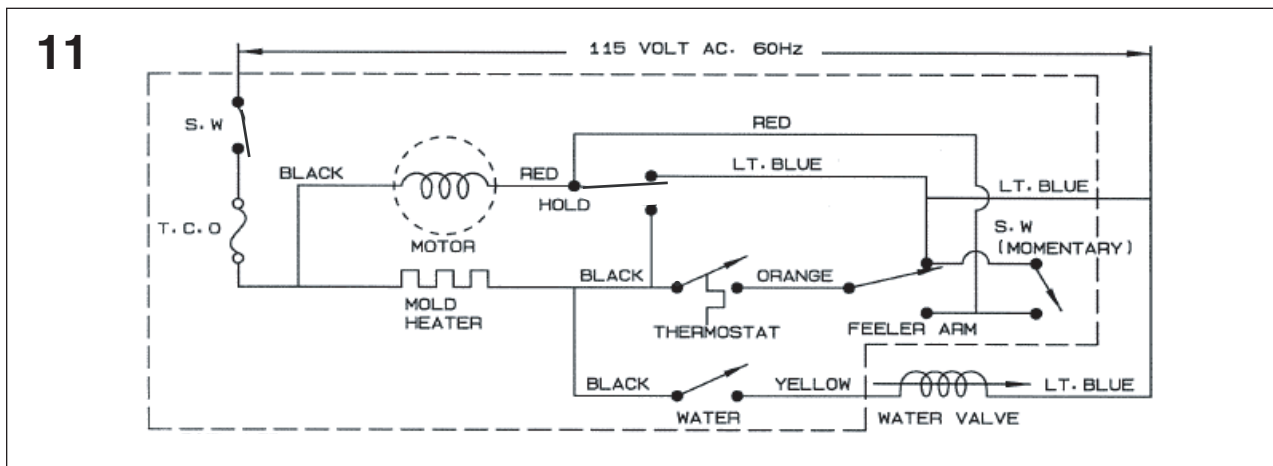 11
115 VOLT AC. 60Hz
S.W
RED
BLACK
RED
LT. BLUE
HOLD
LT. BLUE
T.C.O
MOTOR
S.W
(MOMENTARY)
BLACK
ORANGE
MOLD
HEATER
THERMOSTAT
FEELER ARM
BLACK
YELLOW
LT. BLUE
WATER
WATER VALVE